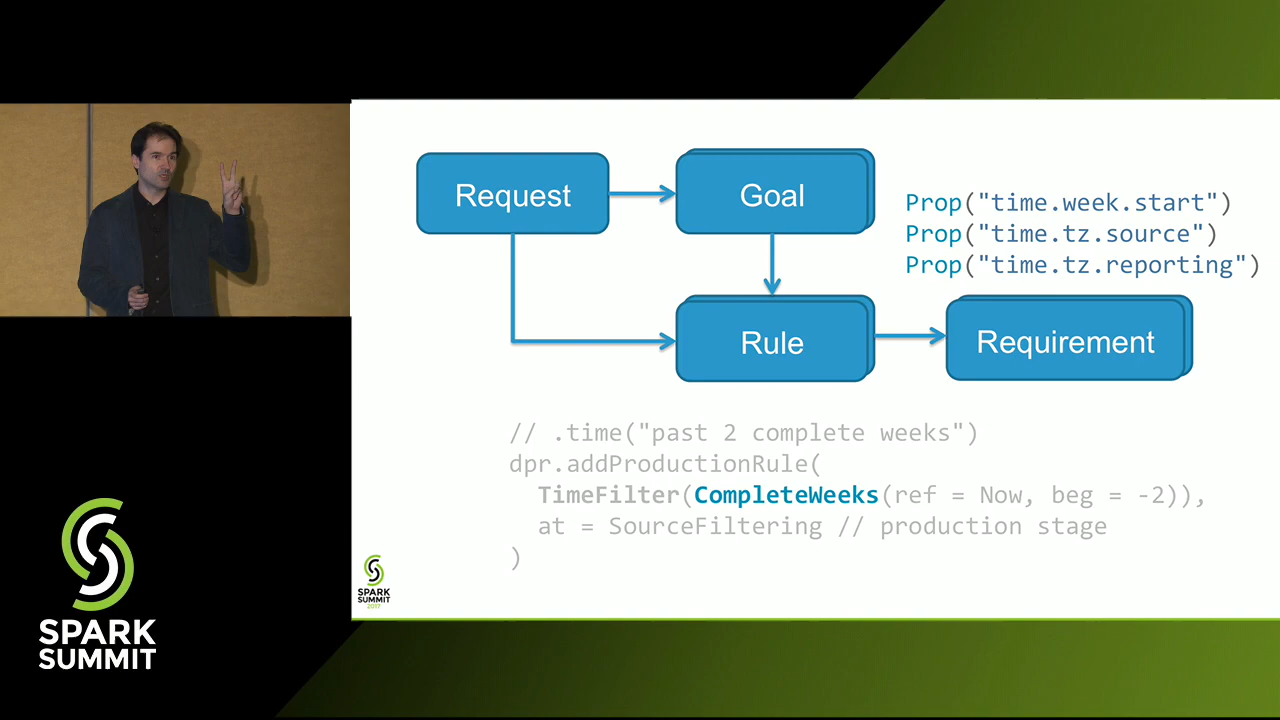 Request
Goal
Prop("time.week.start")
Prop("time.tz.source")
Prop("time.tz.reporting")
Rule
Requirement
// .time("past 2 complete weeks")
dpr.addProductionRule(
TimeFilter(CompleteWeeks(ref = Now, beg = -2)),
at = SourceFiltering // production stage
)
SPARK
SUMMIT
2017
SPARK
SUMMIT